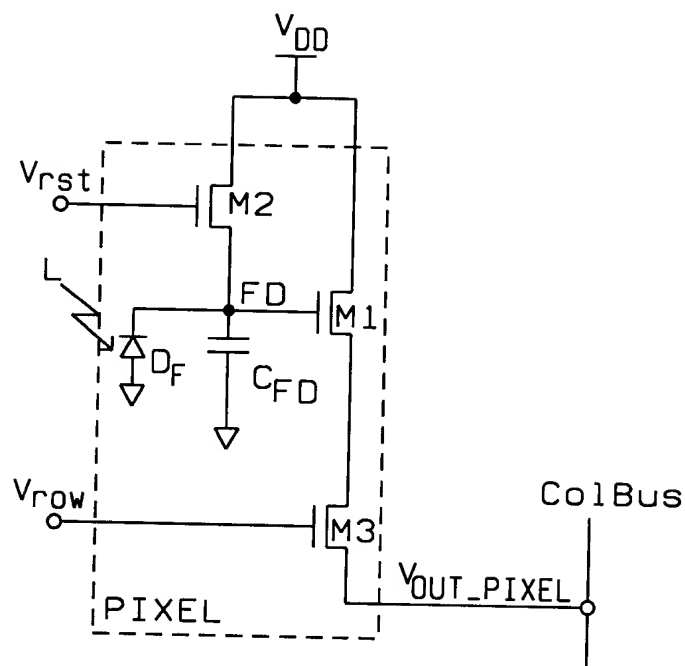 VDD
Vrst
M2
L
FD
M1
DF
CFD
Vrow
ColBus
M3
VOUT_PIXEL
PIXEL